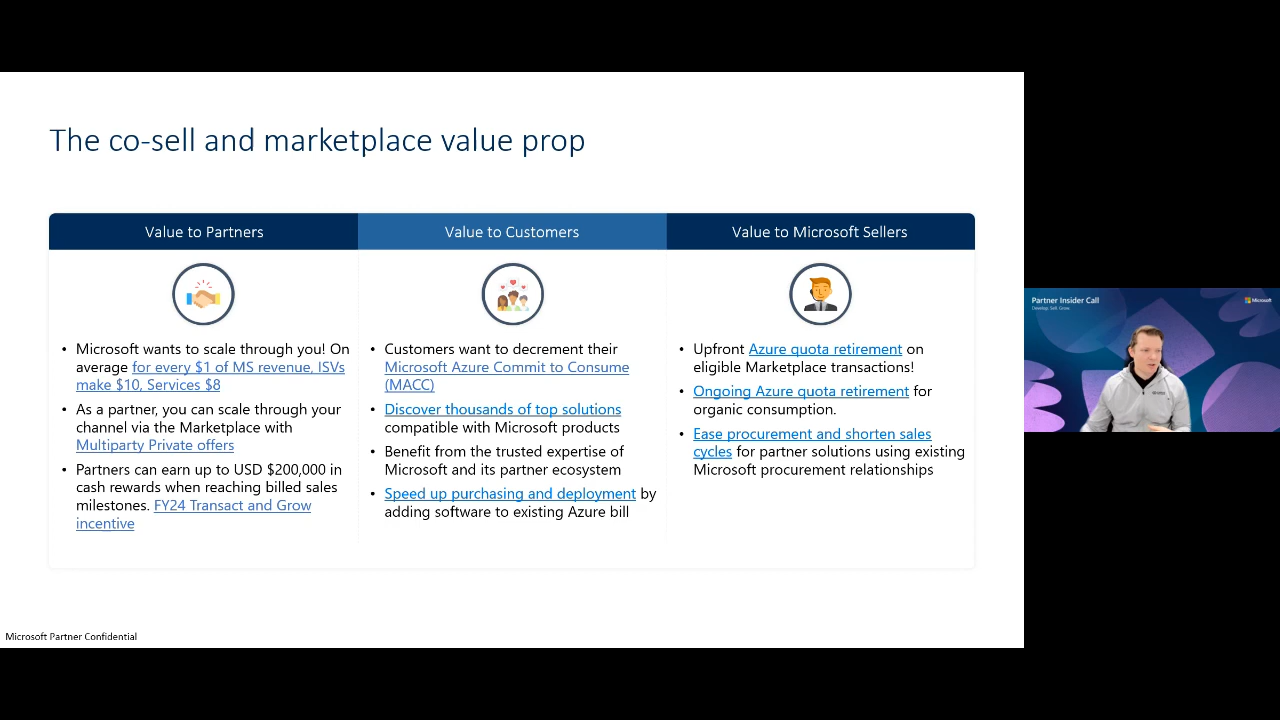 The co-sell and marketplace value prop
Value to Partners
Value to Customers
Value to Microsoft Sellers
• Microsoft wants to scale through you! On
average for every $1 of MS revenue, ISVs
make $10, Services $8
• As a partner, you can scale through your
channel via the Marketplace with
Multiparty Private offers
• Partners can earn up to USD $200,000 in
cash rewards when reaching billed sales
milestones. FY24 Transact and Grow
incentive
• Customers want to decrement their
Microsoft Azure Commit to Consume
(MACC)
• Discover thousands of top solutions
compatible with Microsoft products
• Benefit from the trusted expertise of
Microsoft and its partner ecosystem
• Speed up purchasing and deployment by
adding software to existing Azure bill
• Upfront Azure quota retirement on
eligible Marketplace transactions!
• Ongoing Azure quota retirement for
organic consumption.
• Ease procurement and shorten sales
cycles for partner solutions using existing
Microsoft procurement relationships
Microsoft Partner Confidential
Partner Insider Call
Develop. Sell. Grow.
Microsoft